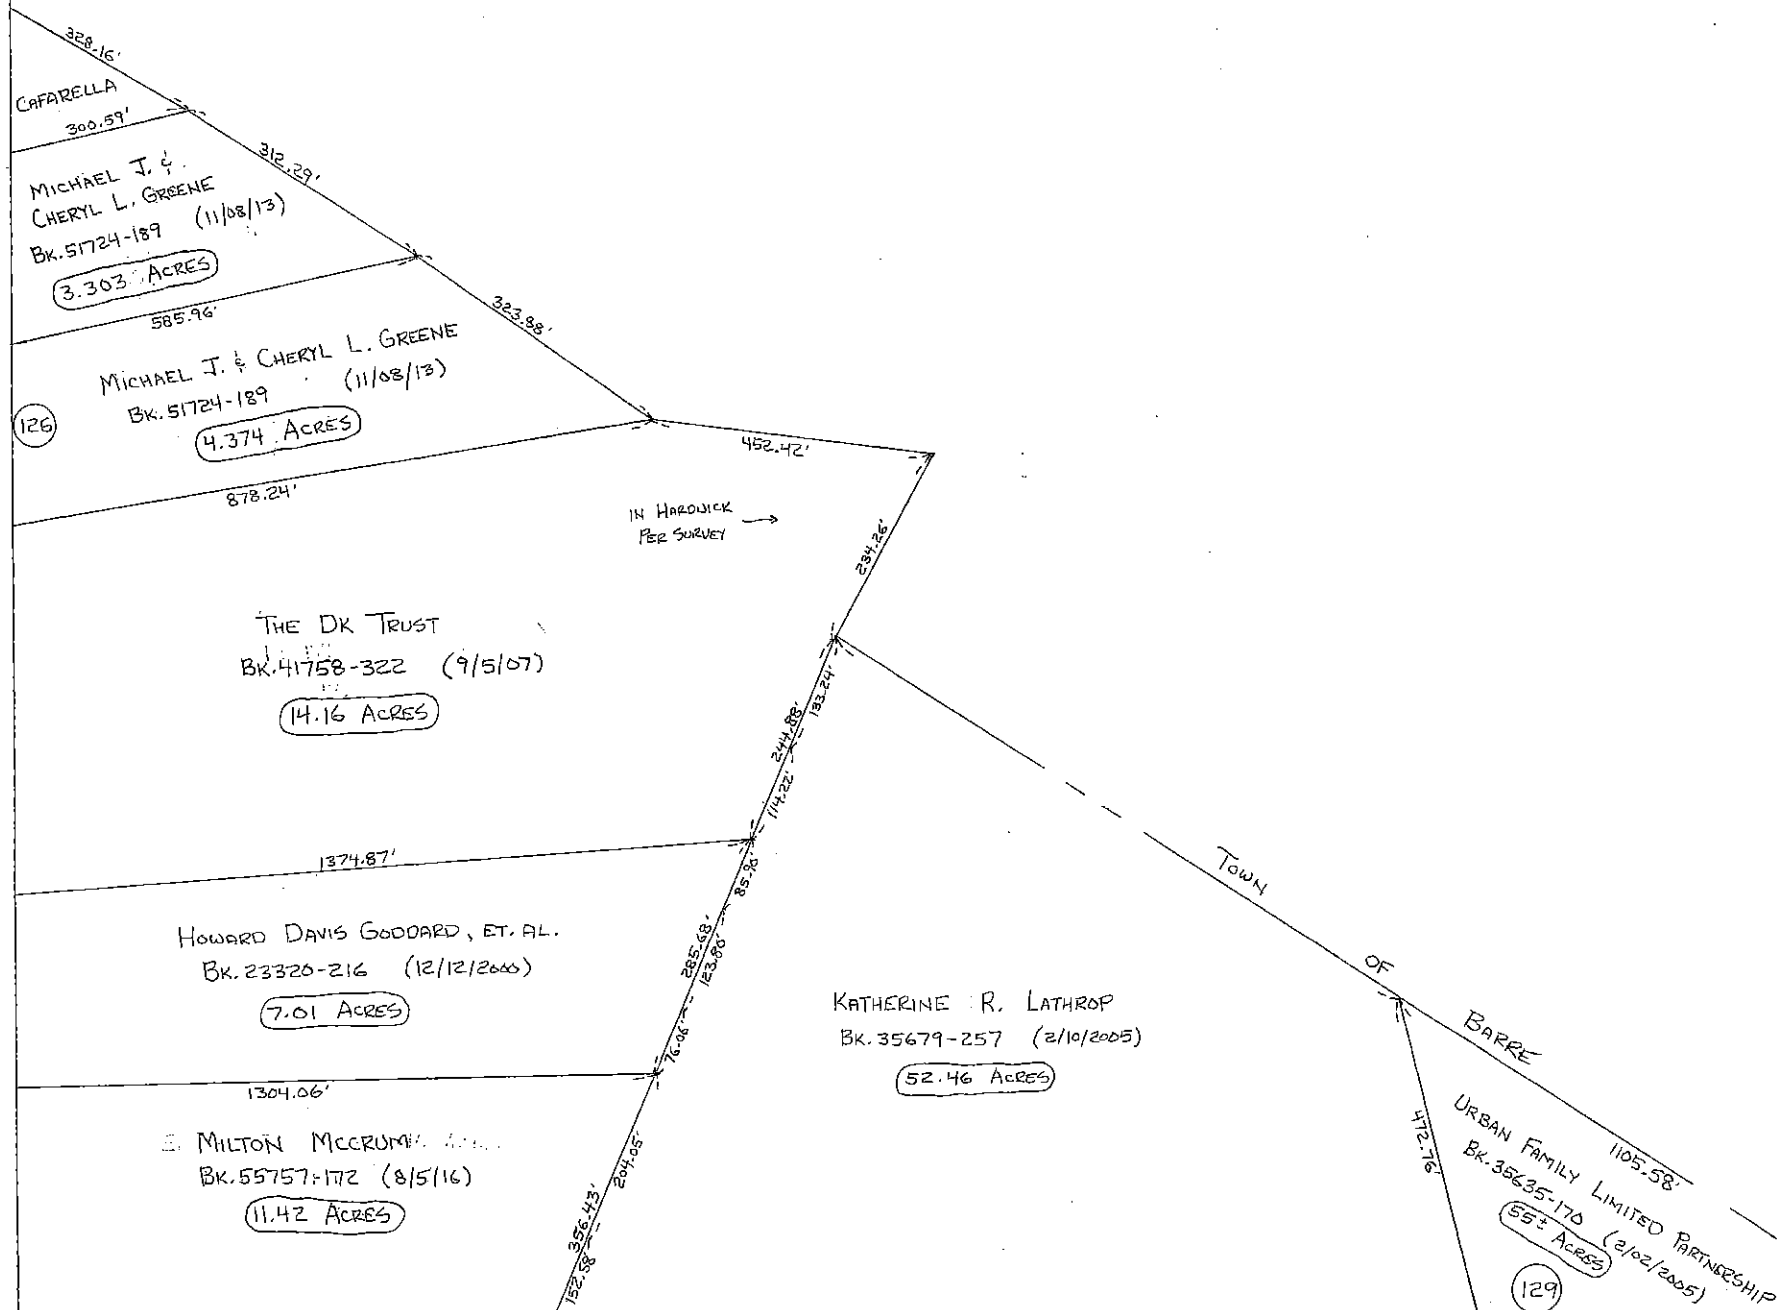 328.16'
CAFARELLA
300.59'
312.29'
MICHAEL J. &
CHERYL L. GREENE
BK.51724-189 (11/08/13)
3.303 ACRES
585.96'
323.88'
MICHAEL J. & CHERYL L. GREENE
BK.51724-189 (11/08/13)
4.374 ACRES
126
878.24'
452.42'
IN HARDWICK
PER SURVEY
234.26'
THE DK TRUST
BK.41758-322 (9/5/07)
14.16 ACRES
244.88'
133.24'
114.22'
1374.87'
85.90'
HOWARD DAVIS GODDARD, ET. AL.
BK.23320-216 (12/12/2000)
7.01 ACRES
285.68'
123.80'
76.06'
1304.06'
MILTON MCCRUM
BK.55757-172 (8/5/16)
11.42 ACRES
356.43'
204.05'
152.58'
KATHERINE R. LATHROP
BK.35679-257 (2/10/2005)
52.46 ACRES
TOWN
OF
BARRE
472.76'
1105.58'
URBAN FAMILY LIMITED PARTNERSHIP
BK.35635-170 (2/02/2005)
55± ACRES
129